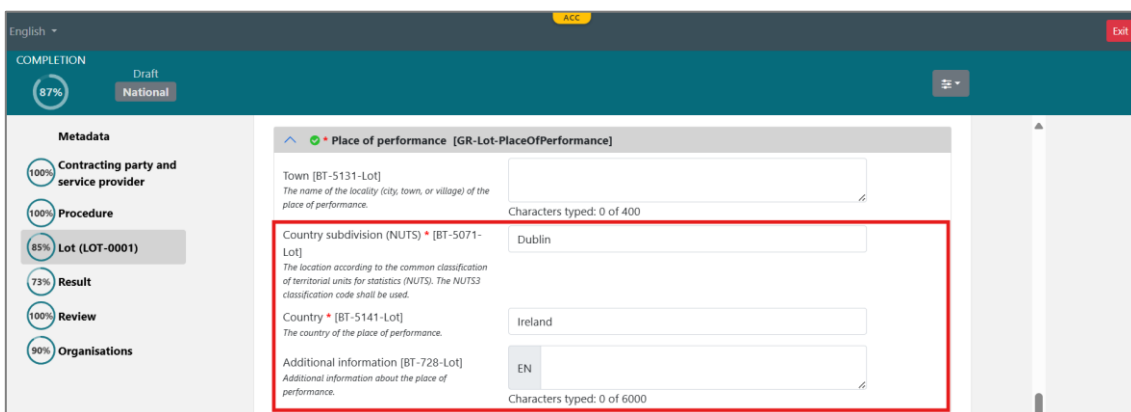 ACC
English
Exit
COMPLETION
87%
Draft
National
Metadata
100% Contracting party and
service provider
100% Procedure
85% Lot (LOT-0001)
73% Result
100% Review
90% Organisations
* Place of performance [GR-Lot-PlaceOfPerformance]
Town [BT-5131-Lot]
The name of the locality (city, town, or village) of the
place of performance.
Characters typed: 0 of 400
Country subdivision (NUTS) * [BT-5071-
Lot]
Dublin
The location according to the common classification
of territorial units for statistics (NUTS). The NUTS3
classification code shall be used.
Country * [BT-5141-Lot]
Ireland
The country of the place of performance.
Additional information [BT-728-Lot]
EN
Additional information about the place of
performance.
Characters typed: 0 of 6000